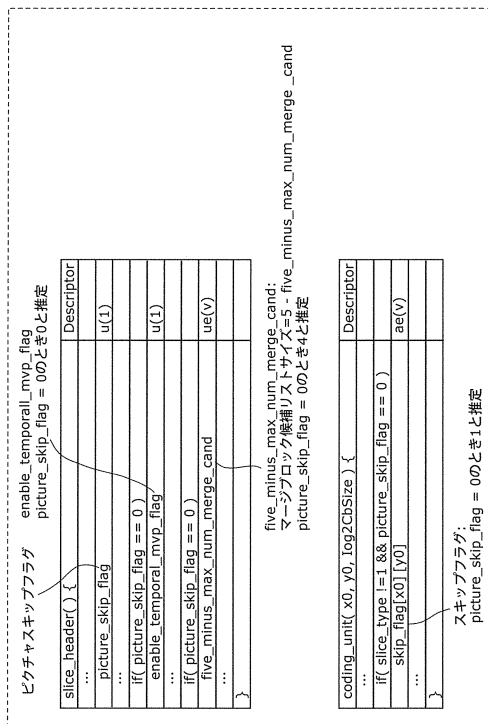 ピクチャスキップフラグ
enable_temporall_mvp_flag
picture_skip_flag = 0のとき0と推定
slice_header( ) { Descriptor
...
picture_skip_flag u(1)
...
if( picture_skip_flag == 0 )
enable_temporall_mvp_flag u(1)
...
if( picture_skip_flag == 0 )
five_minus_max_num_merge_cand ue(v)
...
}
five_minus_max_num_merge_cand:
マージブロック候補リストサイズ=5 - five_minus_max_num_merge _cand
picture_skip_flag = 0のとき4と推定
coding_unit( x0, y0, log2CbSize ) { Descriptor
...
if( slice_type !=1 && picture_skip_flag == 0 )
skip_flag[x0] [y0] ae(v)
...
}
スキップフラグ:
picture_skip_flag = 0のとき1と推定